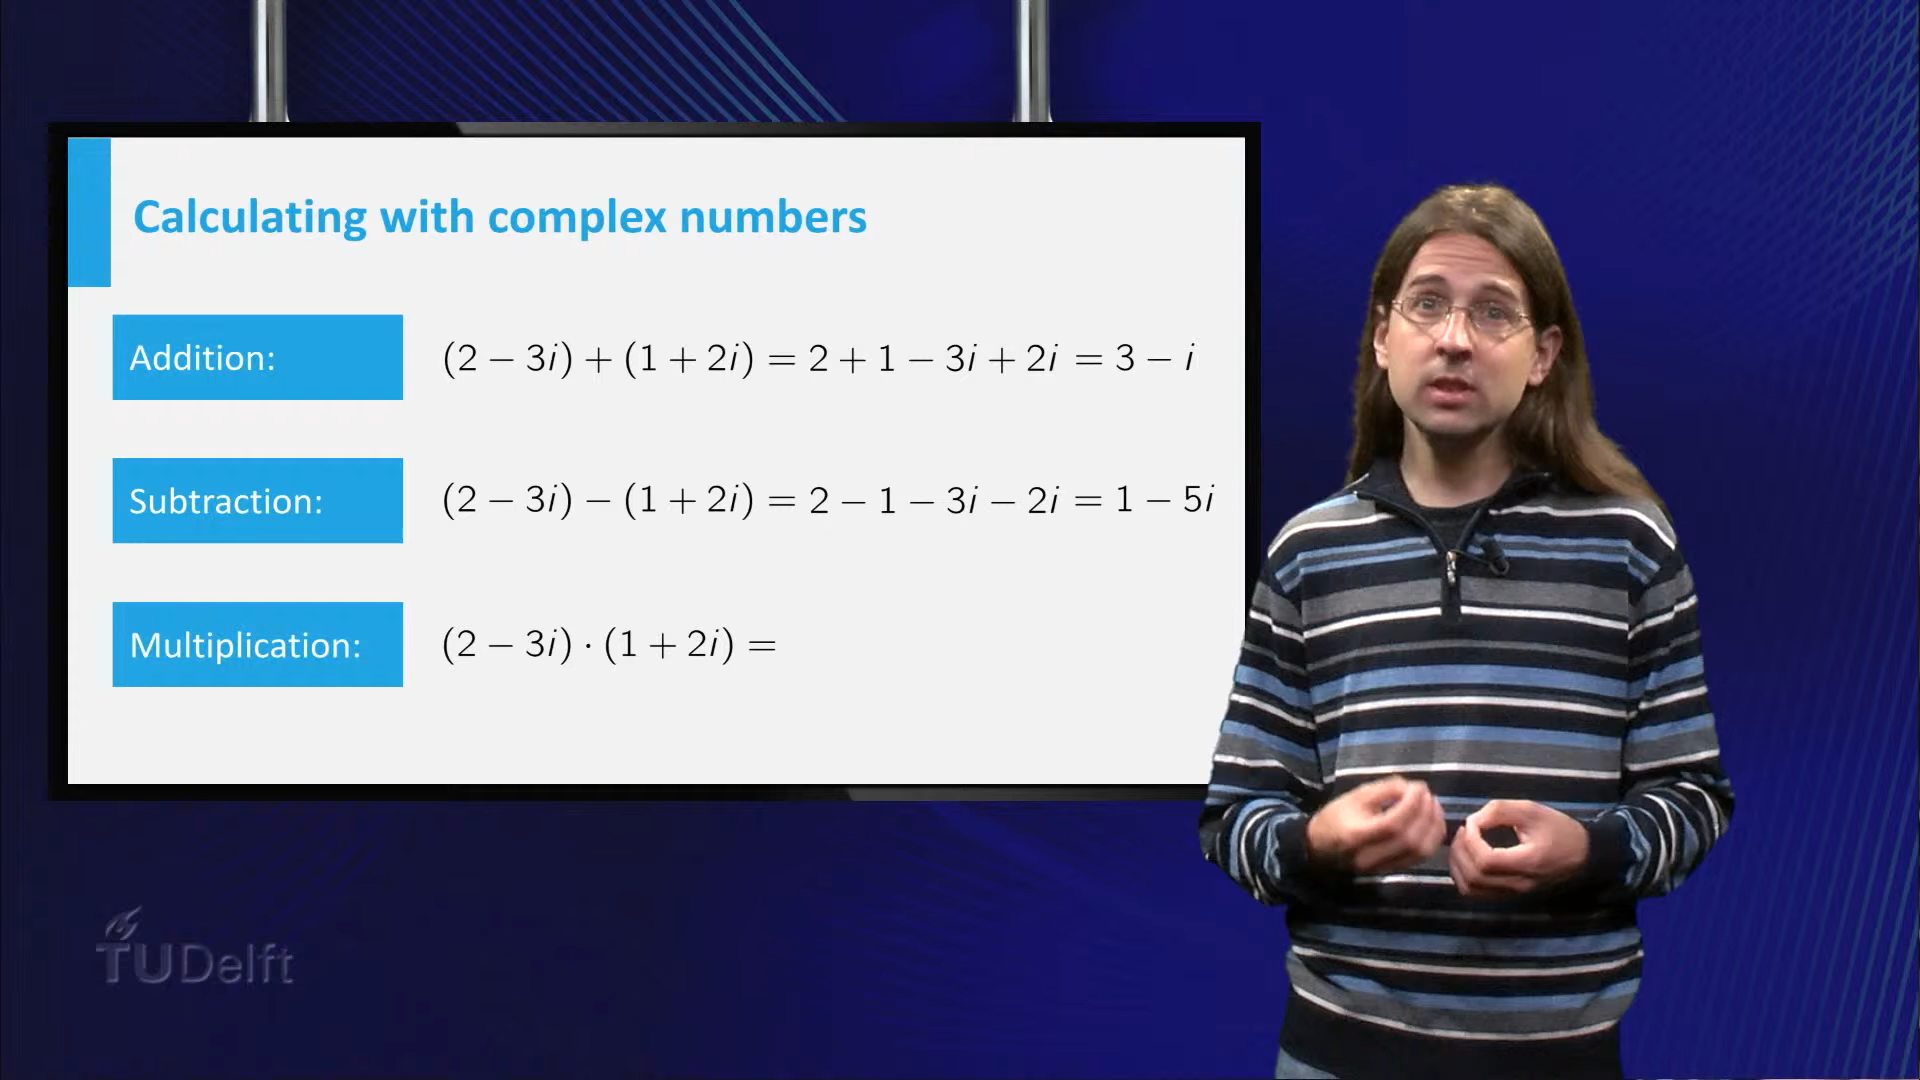 Calculating with complex numbers
Addition: (2 − 3i) + (1 + 2i) = 2 + 1 − 3i + 2i = 3 − i
Subtraction: (2 − 3i) − (1 + 2i) = 2 − 1 − 3i − 2i = 1 − 5i
Multiplication: (2 − 3i) · (1 + 2i) =
TUDelft